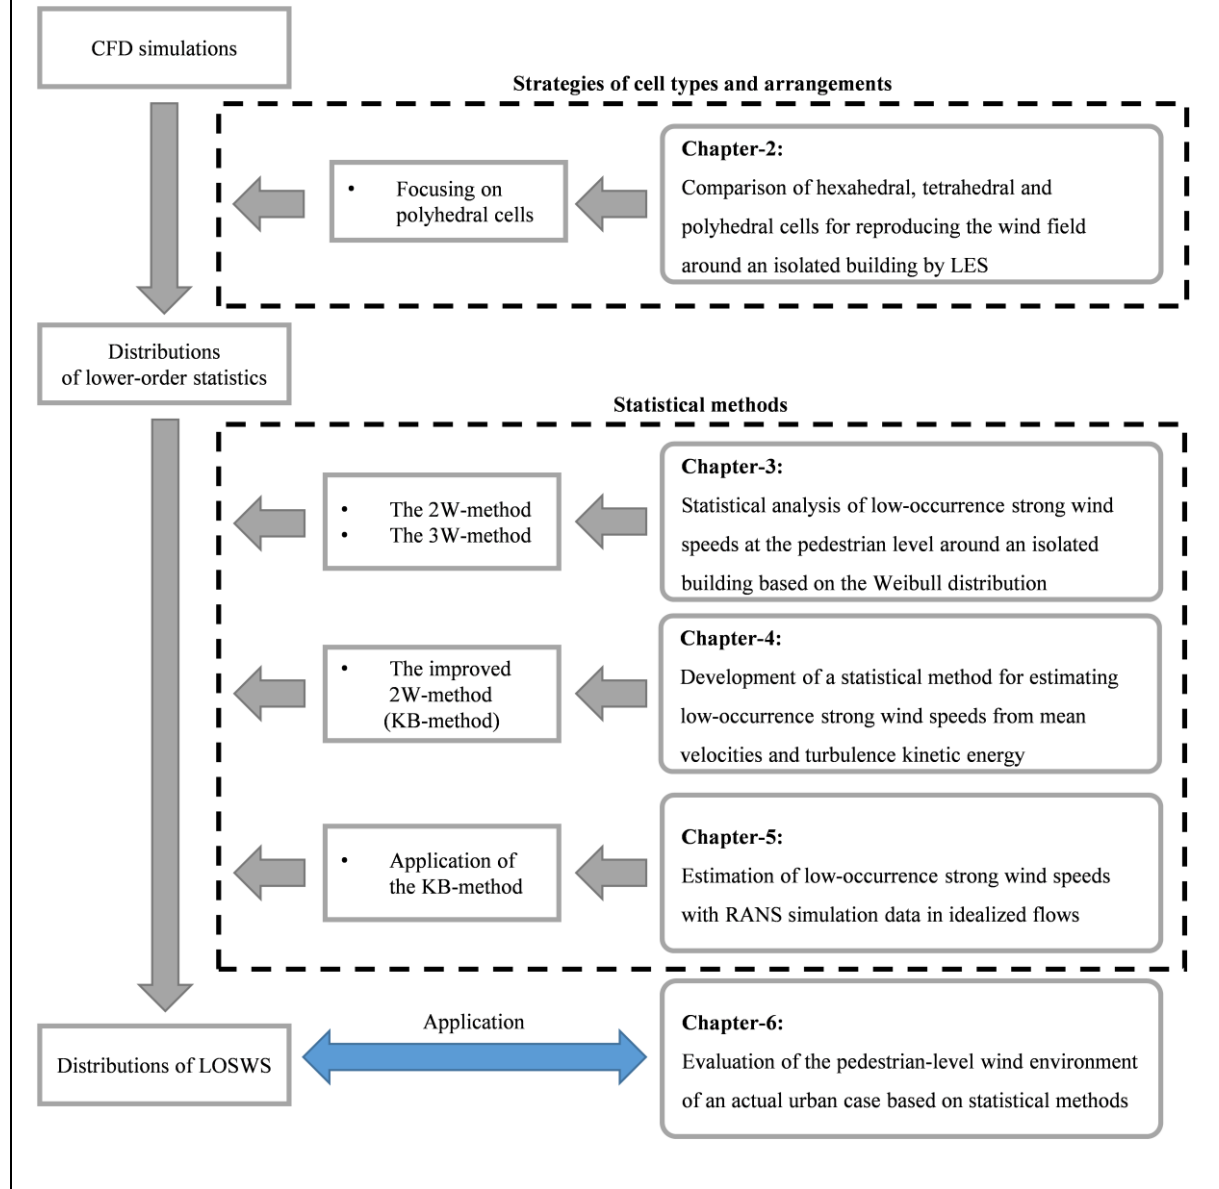 CFD simulations
Strategies of cell types and arrangements
• Focusing on
polyhedral cells
Chapter-2:
Comparison of hexahedral, tetrahedral and
polyhedral cells for reproducing the wind field
around an isolated building by LES
Distributions
of lower-order statistics
Statistical methods
• The 2W-method
• The 3W-method
Chapter-3:
Statistical analysis of low-occurrence strong wind
speeds at the pedestrian level around an isolated
building based on the Weibull distribution
• The improved
2W-method
(KB-method)
Chapter-4:
Development of a statistical method for estimating
low-occurrence strong wind speeds from mean
velocities and turbulence kinetic energy
• Application of
the KB-method
Chapter-5:
Estimation of low-occurrence strong wind speeds
with RANS simulation data in idealized flows
Distributions of LOSWS
Application
Chapter-6:
Evaluation of the pedestrian-level wind environment
of an actual urban case based on statistical methods